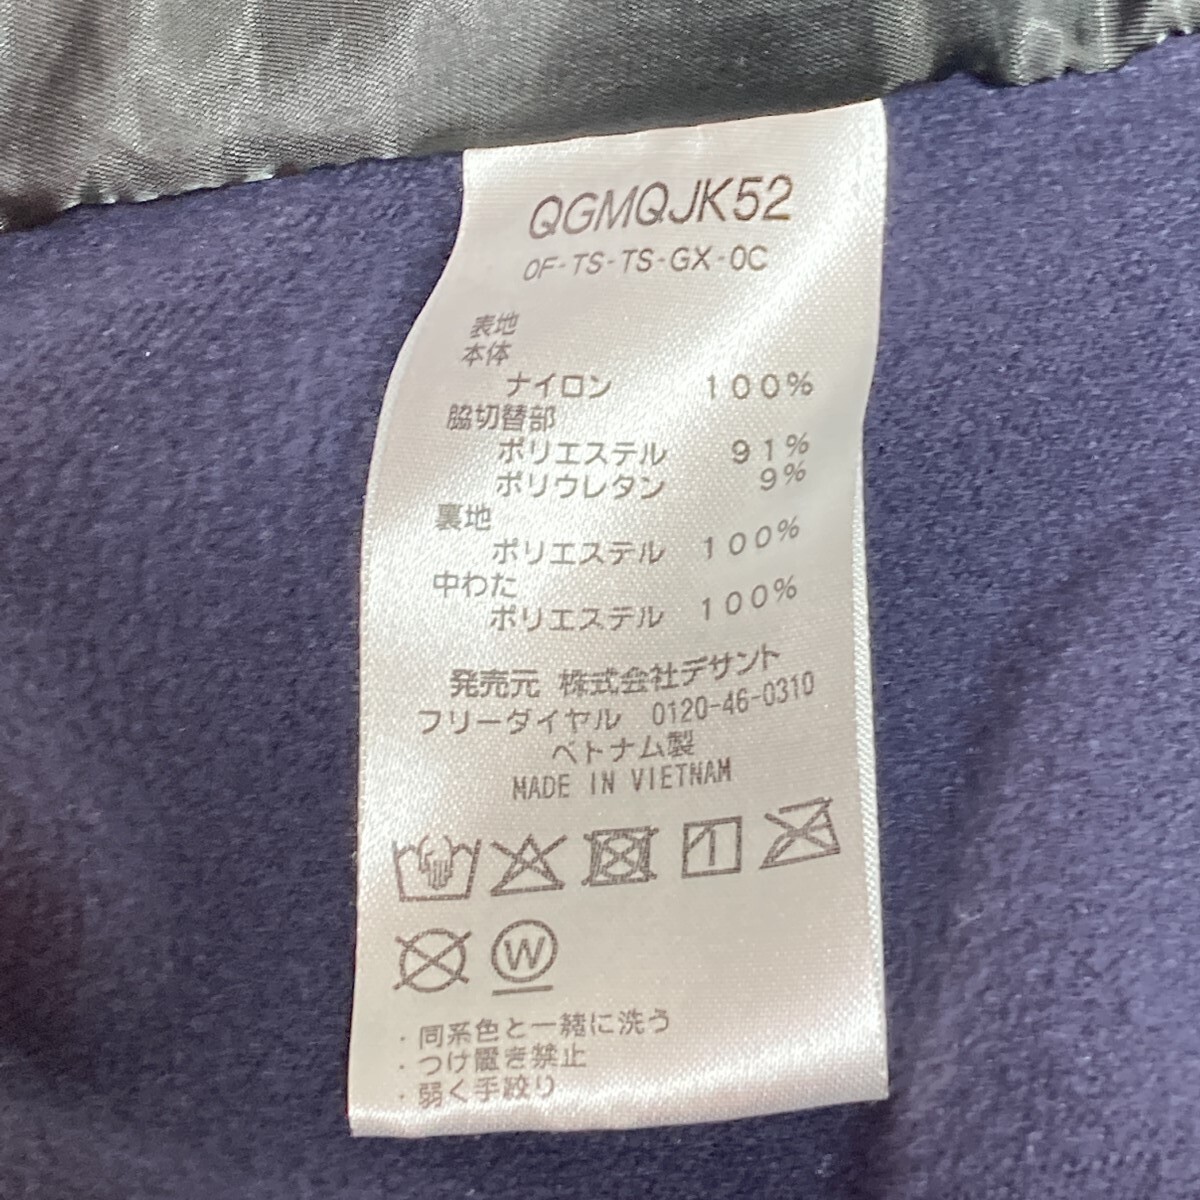 QGMQJK52
0F-TS-TS-GX-0C
表地
本体
ナイロン 100%
脇切替部
ポリエステル 91%
ポリウレタン 9%
裏地
ポリエステル 100%
中わた
ポリエステル 100%
発売元 株式会社デサント
フリーダイヤル 0120-46-0310
ベトナム製
MADE IN VIETNAM
W
・同系色と一緒に洗う
・つけ置き禁止
・弱く手絞り